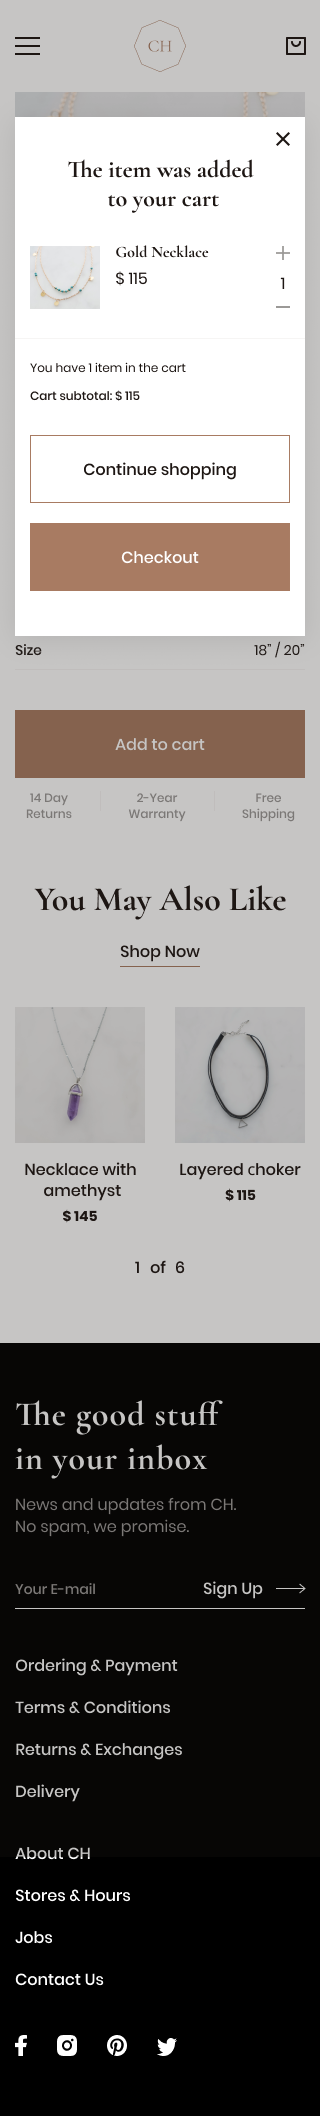 CH
The item was added
to your cart
Gold Necklace
$ 115
1
You have 1 item in the cart
Cart subtotal: $ 115
Continue shopping
Checkout
Size 18” / 20”
Add to cart
14 Day
Returns
2-Year
Warranty
Free
Shipping
You May Also Like
Shop Now
Necklace with
amethyst
$ 145
Layered choker
$ 115
1 of 6
The good stuff
in your inbox
News and updates from CH.
No spam, we promise.
Your E-mail Sign Up
Ordering & Payment
Terms & Conditions
Returns & Exchanges
Delivery
About CH
Stores & Hours
Jobs
Contact Us